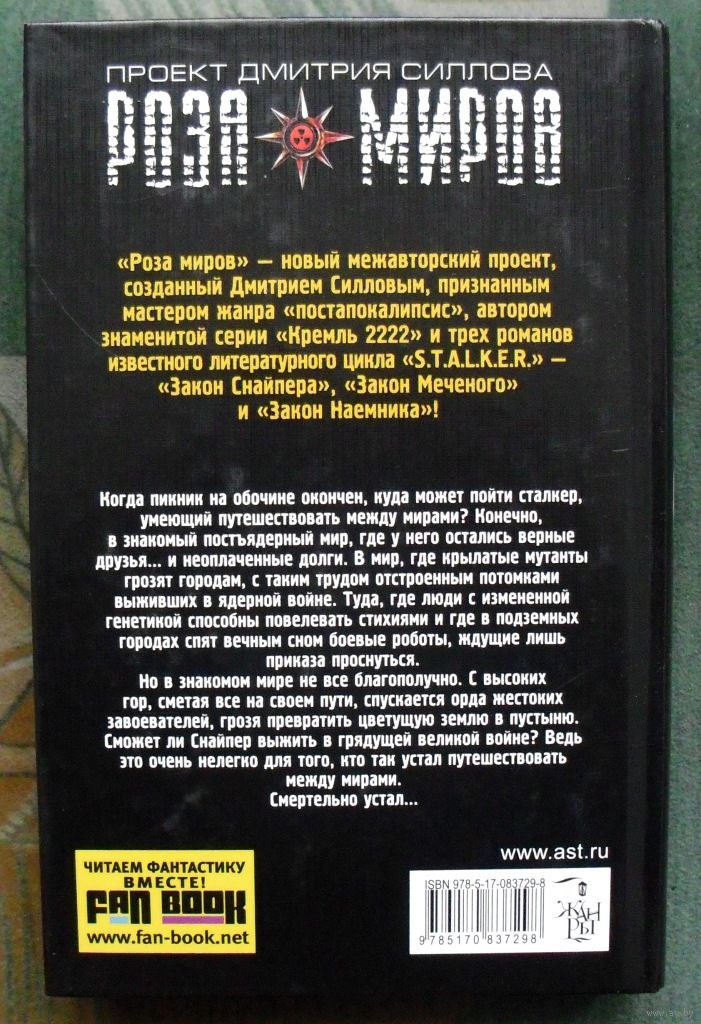 ПРОЕКТ ДМИТРИЯ СИЛЛОВА
РОЗА МИРОВ
«Роза миров» — новый межавторский проект,
созданный Дмитрием Силловым, признанным
мастером жанра «постапокалипсис», автором
знаменитой серии «Кремль 2222» и трех романов
известного литературного цикла «S.T.A.L.K.E.R.» —
«Закон Снайпера», «Закон Меченого»
и «Закон Наемника»!
Когда пикник на обочине окончен, куда может пойти сталкер,
умеющий путешествовать между мирами? Конечно,
в знакомый постъядерный мир, где у него остались верные
друзья... и неоплаченные долги. В мир, где крылатые мутанты
грозят городам, с таким трудом отстроенным потомками
выживших в ядерной войне. Туда, где люди с измененной
генетикой способны повелевать стихиями и где в подземных
городах спят вечным сном боевые роботы, ждущие лишь
приказа проснуться.
Но в знакомом мире не все благополучно. С высоких
гор, сметая все на своем пути, спускается орда жестоких
завоевателей, грозя превратить цветущую землю в пустыню.
Сможет ли Снайпер выжить в грядущей великой войне? Ведь
это очень нелегко для того, кто так устал путешествовать
между мирами.
Смертельно устал...
www.ast.ru
ЧИТАЕМ ФАНТАСТИКУ
ВМЕСТЕ!
FAN BOOK
www.fan-book.net
ISBN 978-5-17-083729-8
9 785170 837298
ЖАНРЫ
www.ay.by